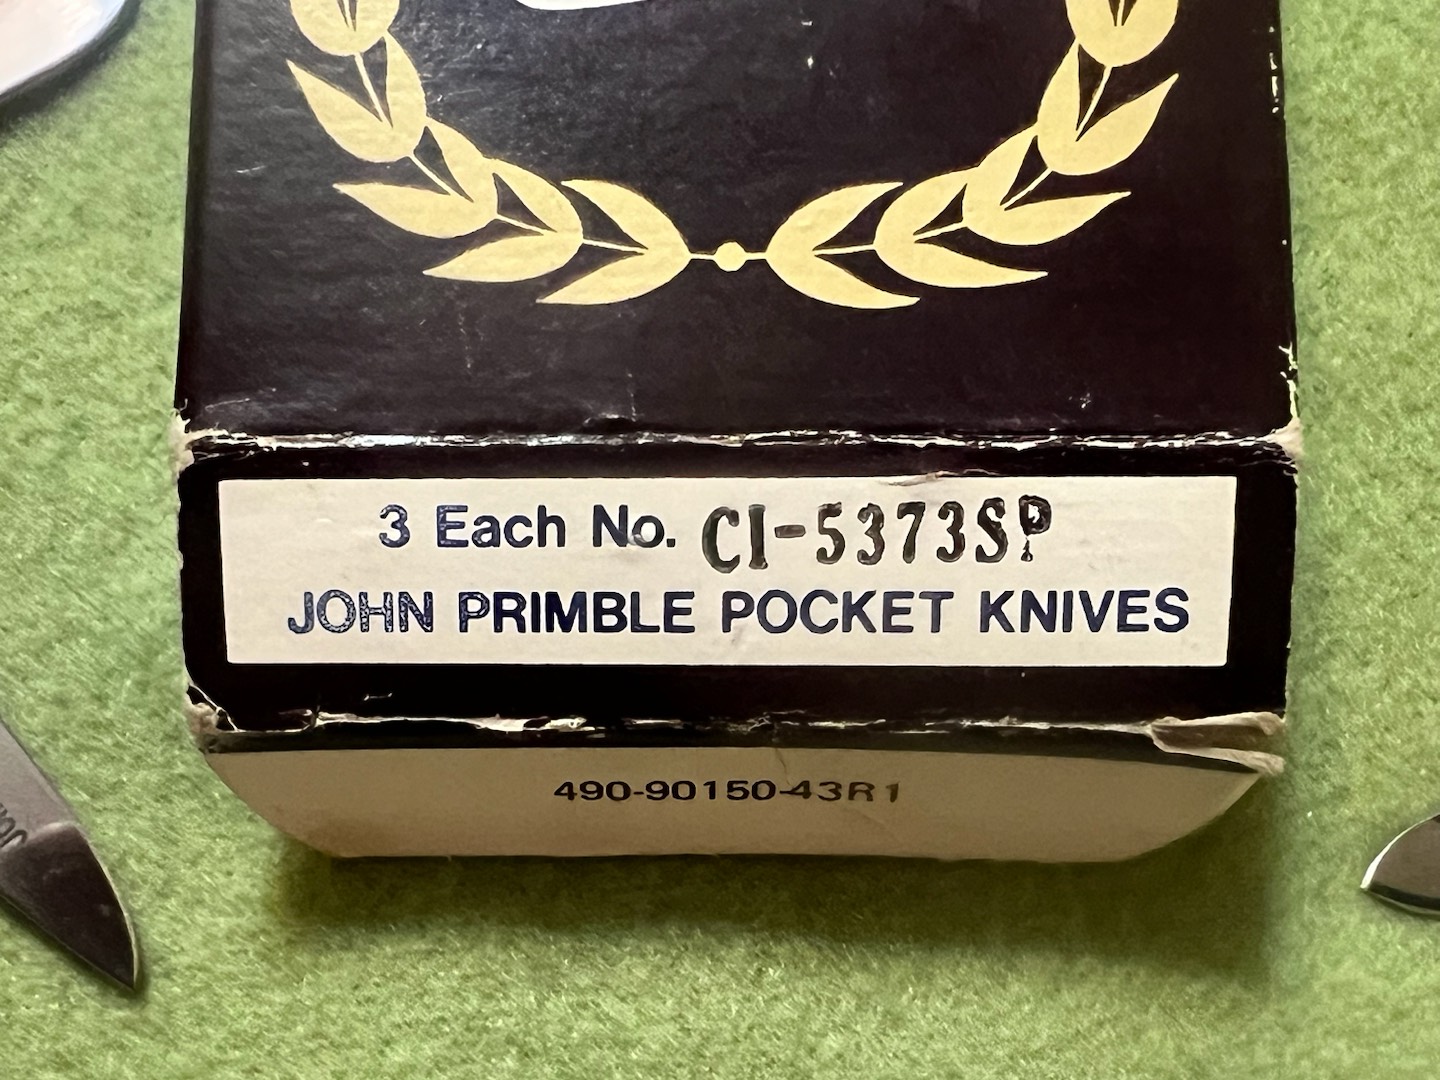 3 Each No. CI-5373SP
JOHN PRIMBLE POCKET KNIVES
490-90150-43R1